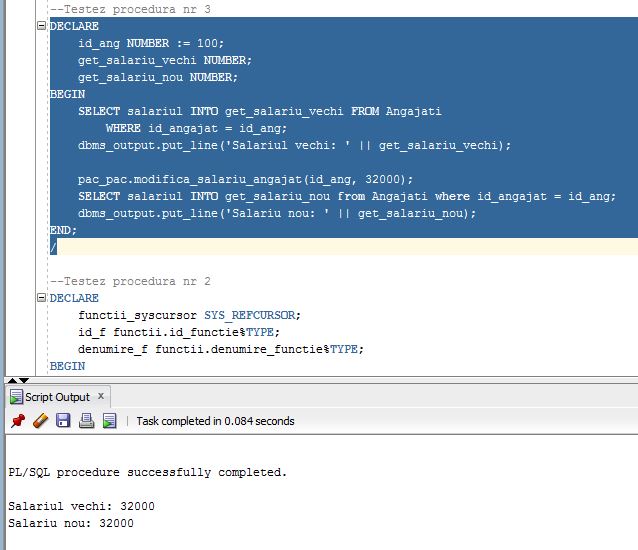 --Testez procedura nr 3
DECLARE
id_ang NUMBER := 100;
get_salariu_vechi NUMBER;
get_salariu_nou NUMBER;
BEGIN
SELECT salariul INTO get_salariu_vechi FROM Angajati
WHERE id_angajat = id_ang;
dbms_output.put_line('Salariul vechi: ' || get_salariu_vechi);
pac_pac.modifica_salariu_angajat(id_ang, 32000);
SELECT salariul INTO get_salariu_nou from Angajati where id_angajat = id_ang;
dbms_output.put_line('Salariu nou: ' || get_salariu_nou);
END;
/
--Testez procedura nr 2
DECLARE
functii_syscursor SYS_REFCURSOR;
id_f functii.id_functie%TYPE;
denumire_f functii.denumire_functie%TYPE;
BEGIN
Script Output x
Task completed in 0.084 seconds
PL/SQL procedure successfully completed.
Salariul vechi: 32000
Salariu nou: 32000